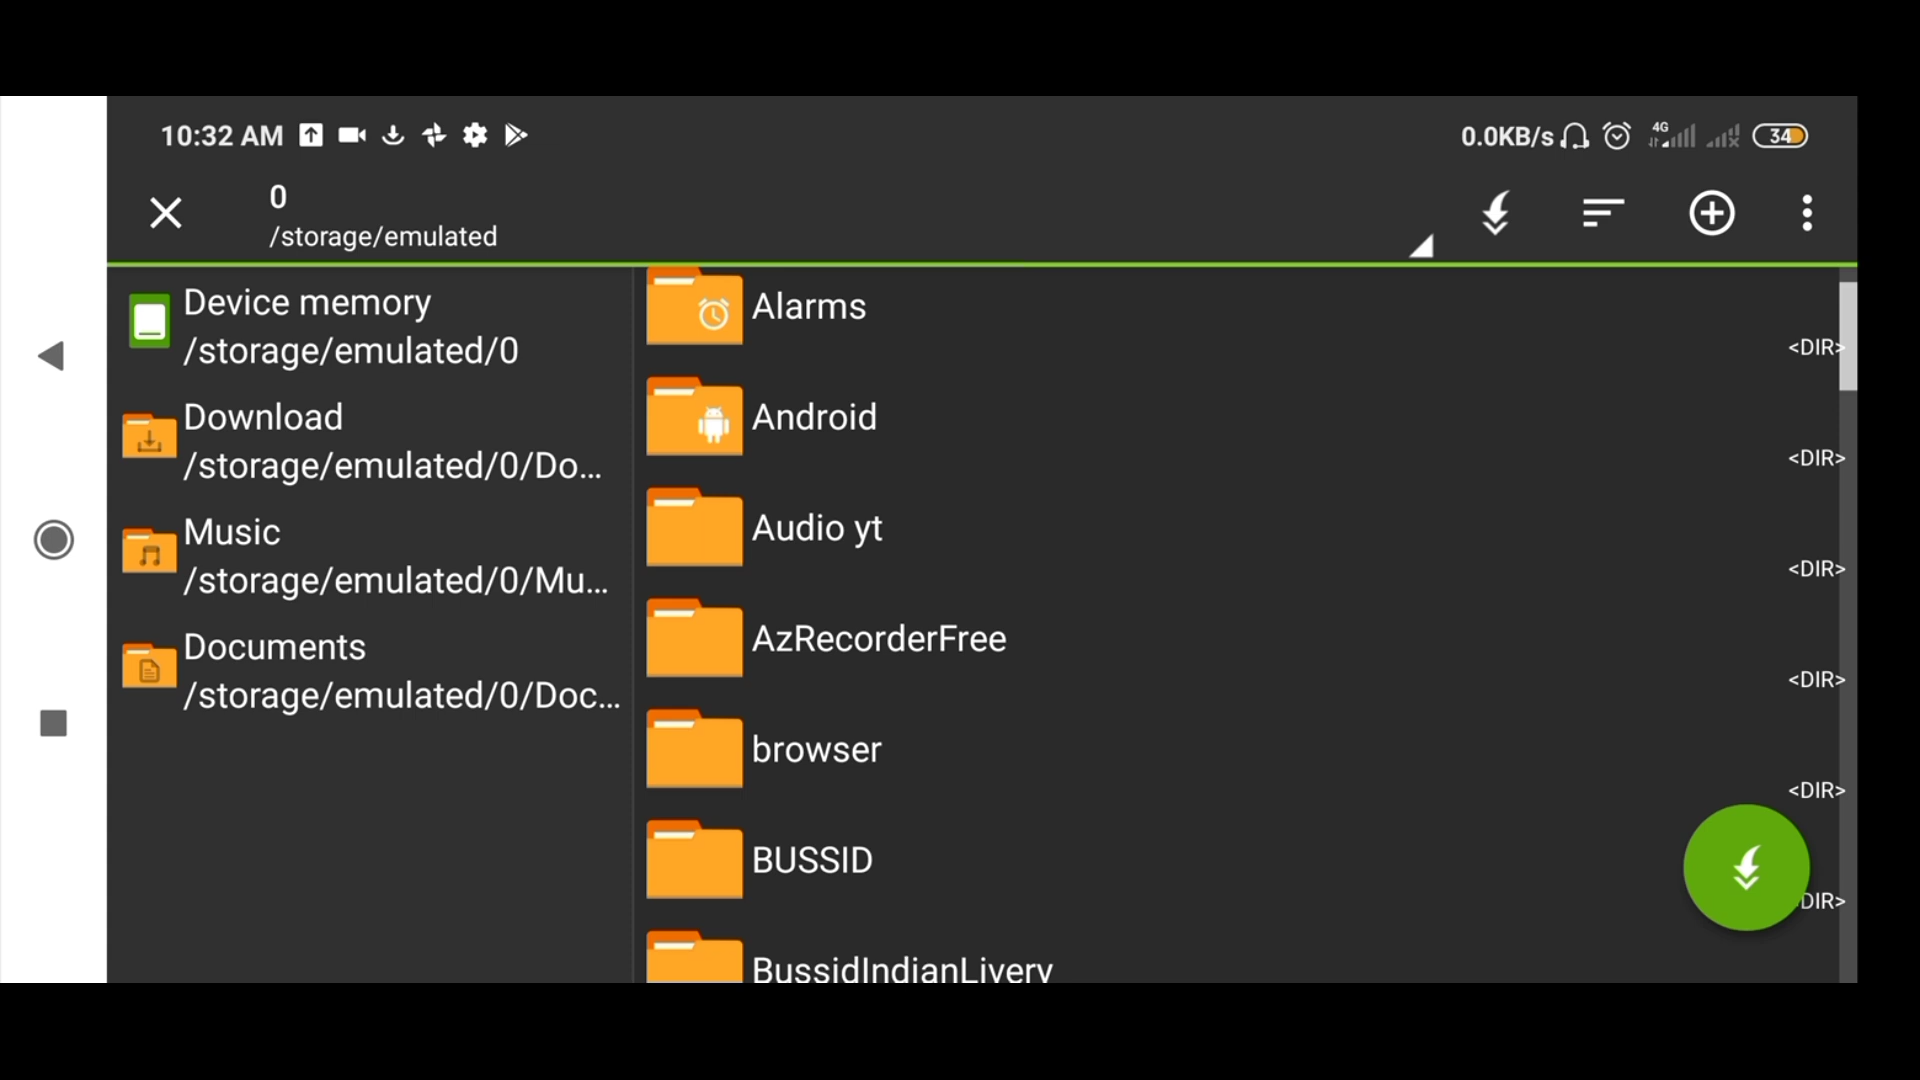 10:32 AM
0.0KB/s
4G
34
0
/storage/emulated
Device memory
/storage/emulated/0
Download
/storage/emulated/0/Do...
Music
/storage/emulated/0/Mu...
Documents
/storage/emulated/0/Doc...
Alarms
<DIR>
Android
<DIR>
Audio yt
<DIR>
AzRecorderFree
<DIR>
browser
<DIR>
BUSSID
DIR>
BussidIndianLivery